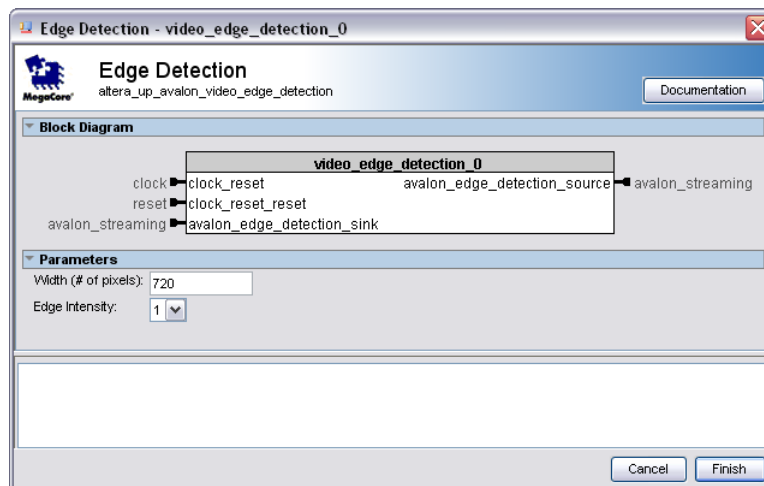 Edge Detection - video_edge_detection_0
MegaCore®
Edge Detection
altera_up_avalon_video_edge_detection
Documentation
Block Diagram
video_edge_detection_0
clock clock_reset avalon_edge_detection_source avalon_streaming
reset clock_reset_reset
avalon_streaming avalon_edge_detection_sink
Parameters
Width (# of pixels): 720
Edge Intensity: 1
Cancel Finish